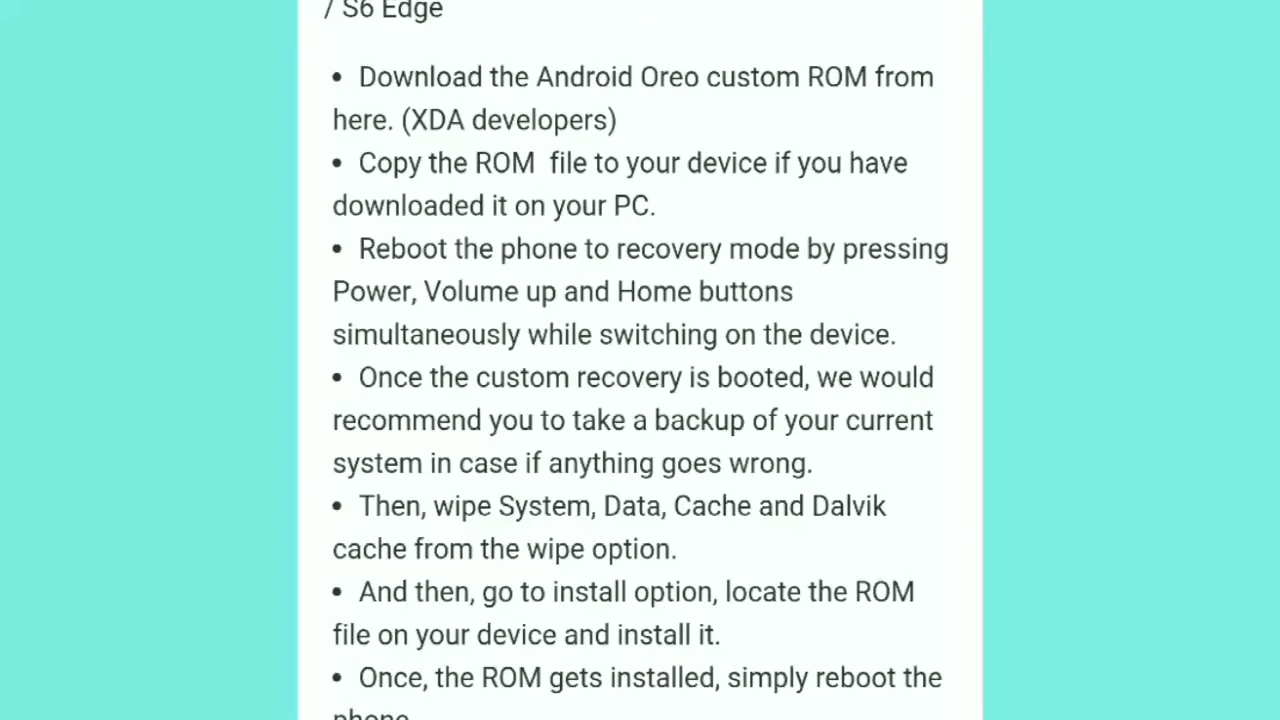 / S6 Edge
• Download the Android Oreo custom ROM from
here. (XDA developers)
• Copy the ROM  file to your device if you have
downloaded it on your PC.
• Reboot the phone to recovery mode by pressing
Power, Volume up and Home buttons
simultaneously while switching on the device.
• Once the custom recovery is booted, we would
recommend you to take a backup of your current
system in case if anything goes wrong.
• Then, wipe System, Data, Cache and Dalvik
cache from the wipe option.
• And then, go to install option, locate the ROM
file on your device and install it.
• Once, the ROM gets installed, simply reboot the
phone